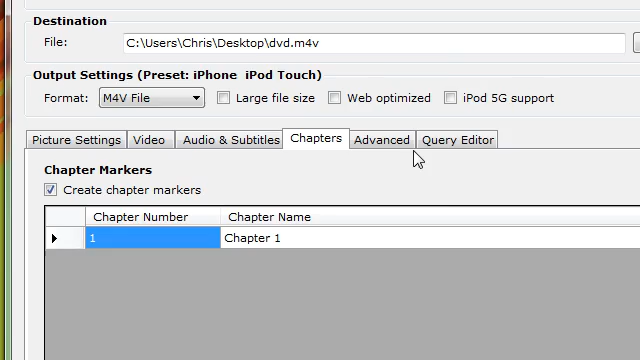 Destination
File: C:\Users\Chris\Desktop\dvd.m4v
Output Settings (Preset: iPhone iPod Touch)
Format: M4V File Large file size Web optimized iPod 5G support
Picture Settings Video Audio & Subtitles Chapters Advanced Query Editor
Chapter Markers
Create chapter markers
Chapter Number Chapter Name
1 Chapter 1